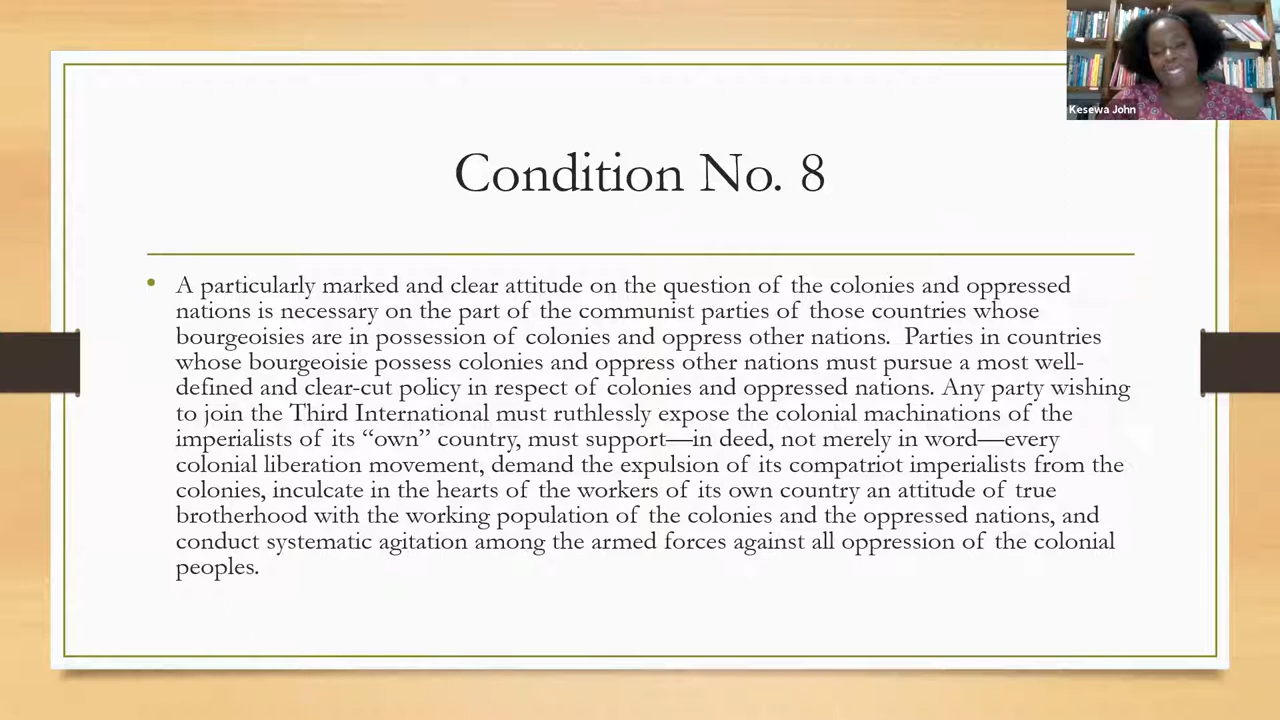 Kesewa John
Condition No. 8
• A particularly marked and clear attitude on the question of the colonies and oppressed
nations is necessary on the part of the communist parties of those countries whose
bourgeoisies are in possession of colonies and oppress other nations.  Parties in countries
whose bourgeoisie possess colonies and oppress other nations must pursue a most well-
defined and clear-cut policy in respect of colonies and oppressed nations. Any party wishing
to join the Third International must ruthlessly expose the colonial machinations of the
imperialists of its “own” country, must support—in deed, not merely in word—every
colonial liberation movement, demand the expulsion of its compatriot imperialists from the
colonies, inculcate in the hearts of the workers of its own country an attitude of true
brotherhood with the working population of the colonies and the oppressed nations, and
conduct systematic agitation among the armed forces against all oppression of the colonial
peoples.